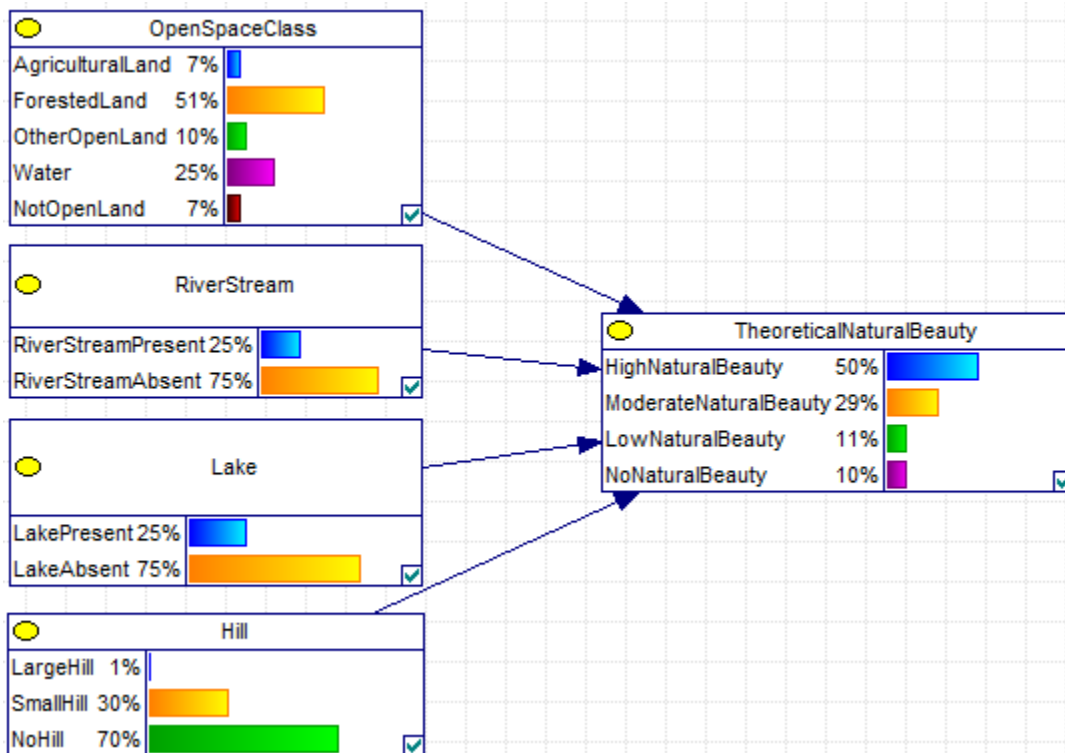 OpenSpaceClass
AgriculturalLand 7%
ForestedLand 51%
OtherOpenLand 10%
Water 25%
NotOpenLand 7%
RiverStream
RiverStreamPresent 25%
RiverStreamAbsent 75%
Lake
LakePresent 25%
LakeAbsent 75%
Hill
LargeHill 1%
SmallHill 30%
NoHill 70%
TheoreticalNaturalBeauty
HighNaturalBeauty 50%
ModerateNaturalBeauty 29%
LowNaturalBeauty 11%
NoNaturalBeauty 10%